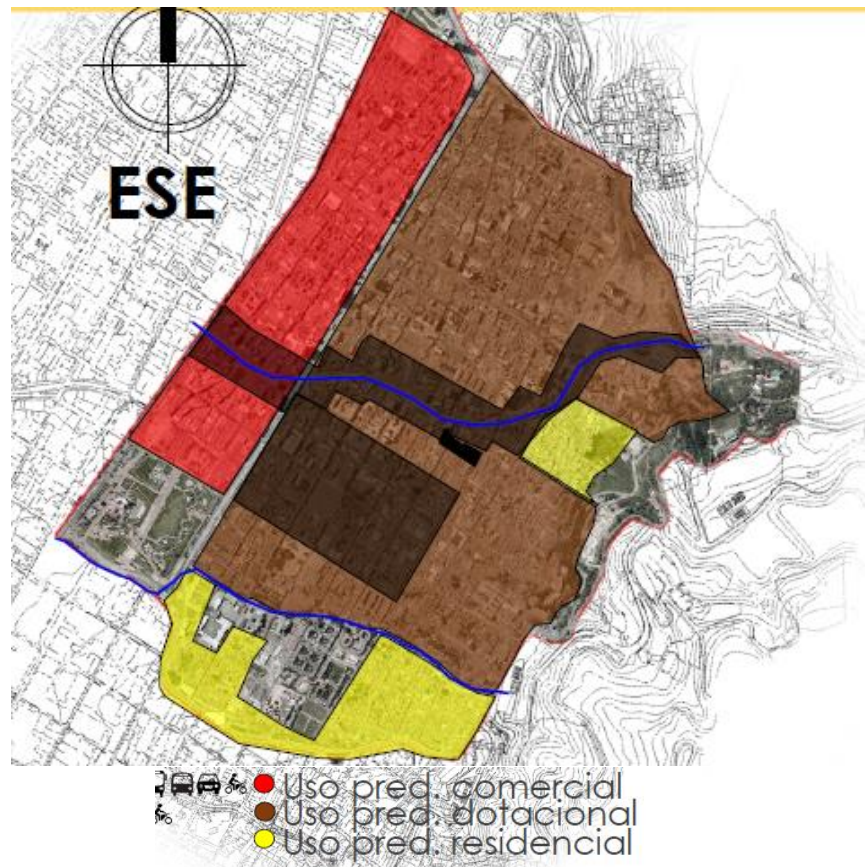 ESE
Uso pred. comercial
Uso pred. dotacional
Uso pred. residencial